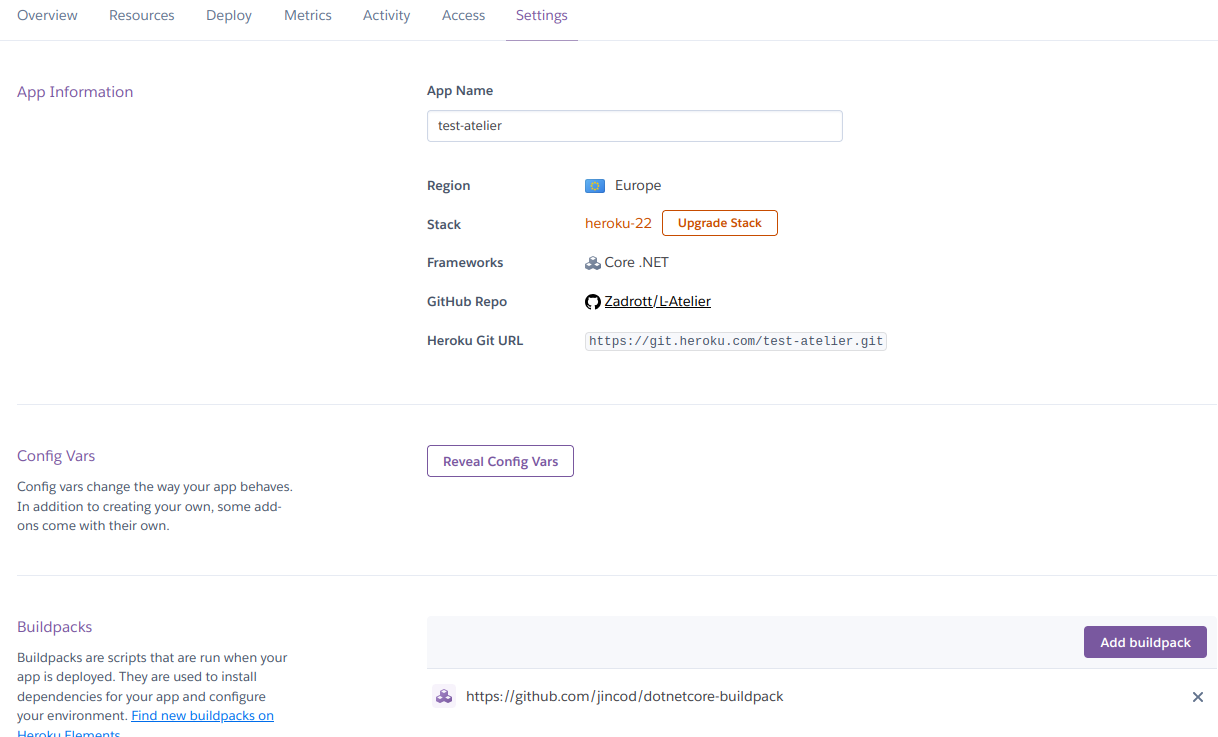 Overview Resources Deploy Metrics Activity Access Settings
App Information
App Name
test-atelier
Region Europe
Stack heroku-22 Upgrade Stack
Frameworks Core .NET
GitHub Repo Zadrott/L-Atelier
Heroku Git URL https://git.heroku.com/test-atelier.git
Config Vars
Config vars change the way your app behaves.
In addition to creating your own, some add-
ons come with their own.
Reveal Config Vars
Buildpacks
Buildpacks are scripts that are run when your
app is deployed. They are used to install
dependencies for your app and configure
your environment. Find new buildpacks on
Heroku Elements
Add buildpack
https://github.com/jincod/dotnetcore-buildpack